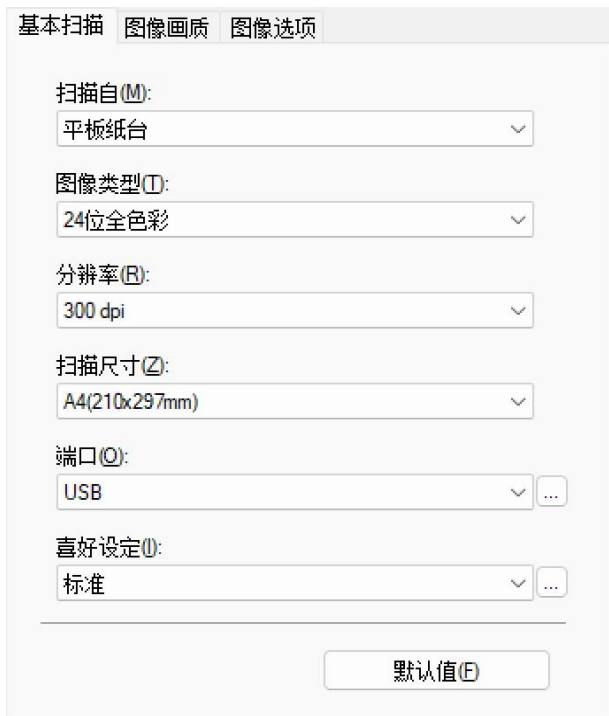 基本扫描 图像画质 图像选项
扫描自(M):
平板纸台
图像类型(T):
24位全色彩
分辨率(R):
300 dpi
扫描尺寸(Z):
A4(210x297mm)
端口(O):
USB ...
喜好设定(I):
标准 ...
默认值(F)